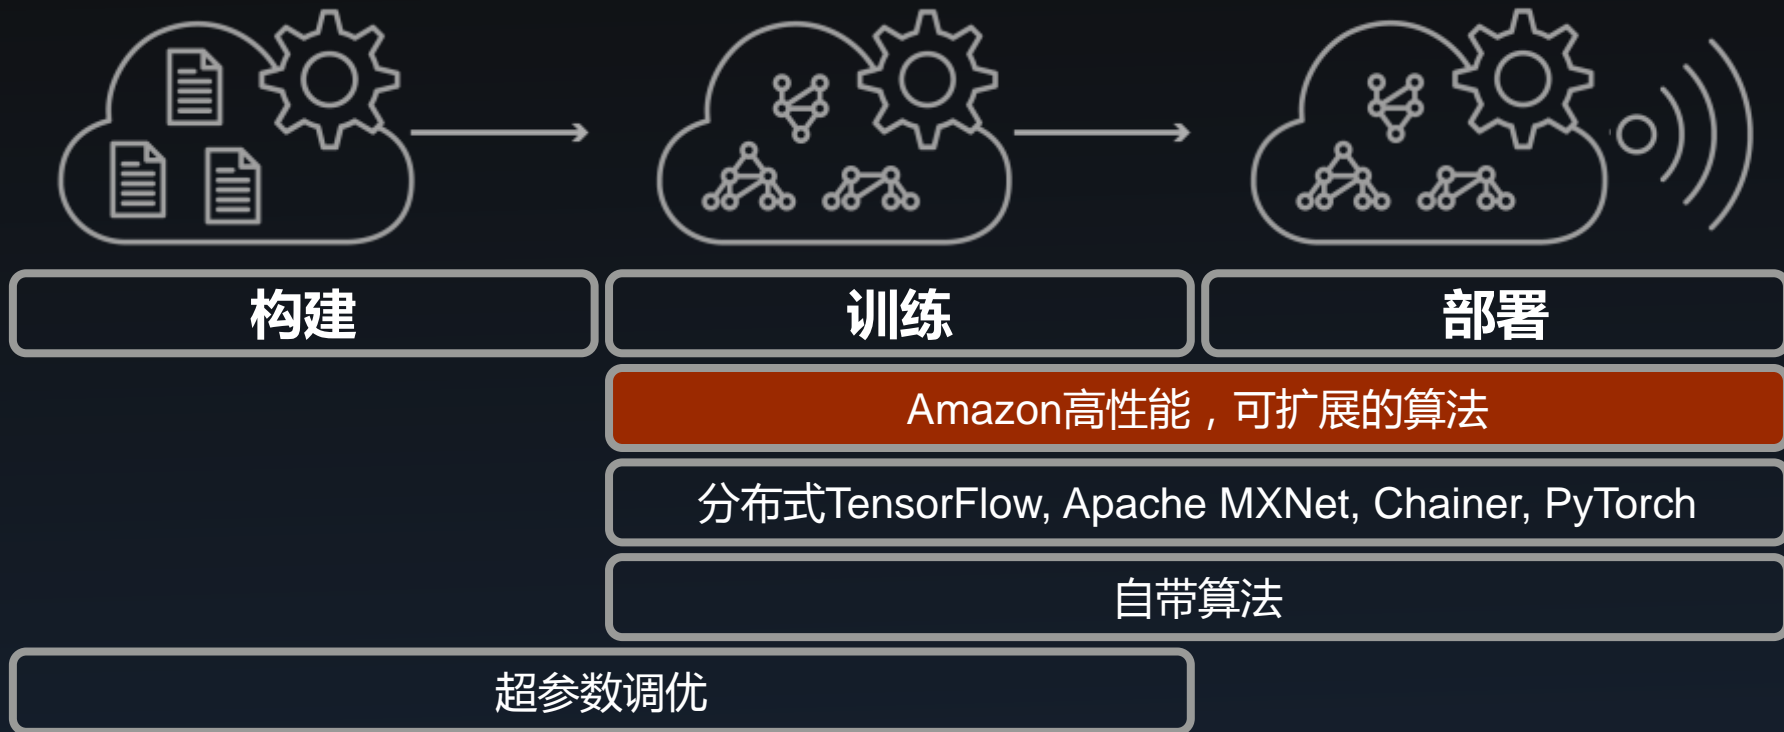 构建
训练
部署
Amazon高性能，可扩展的算法
分布式TensorFlow, Apache MXNet, Chainer, PyTorch
自带算法
超参数调优